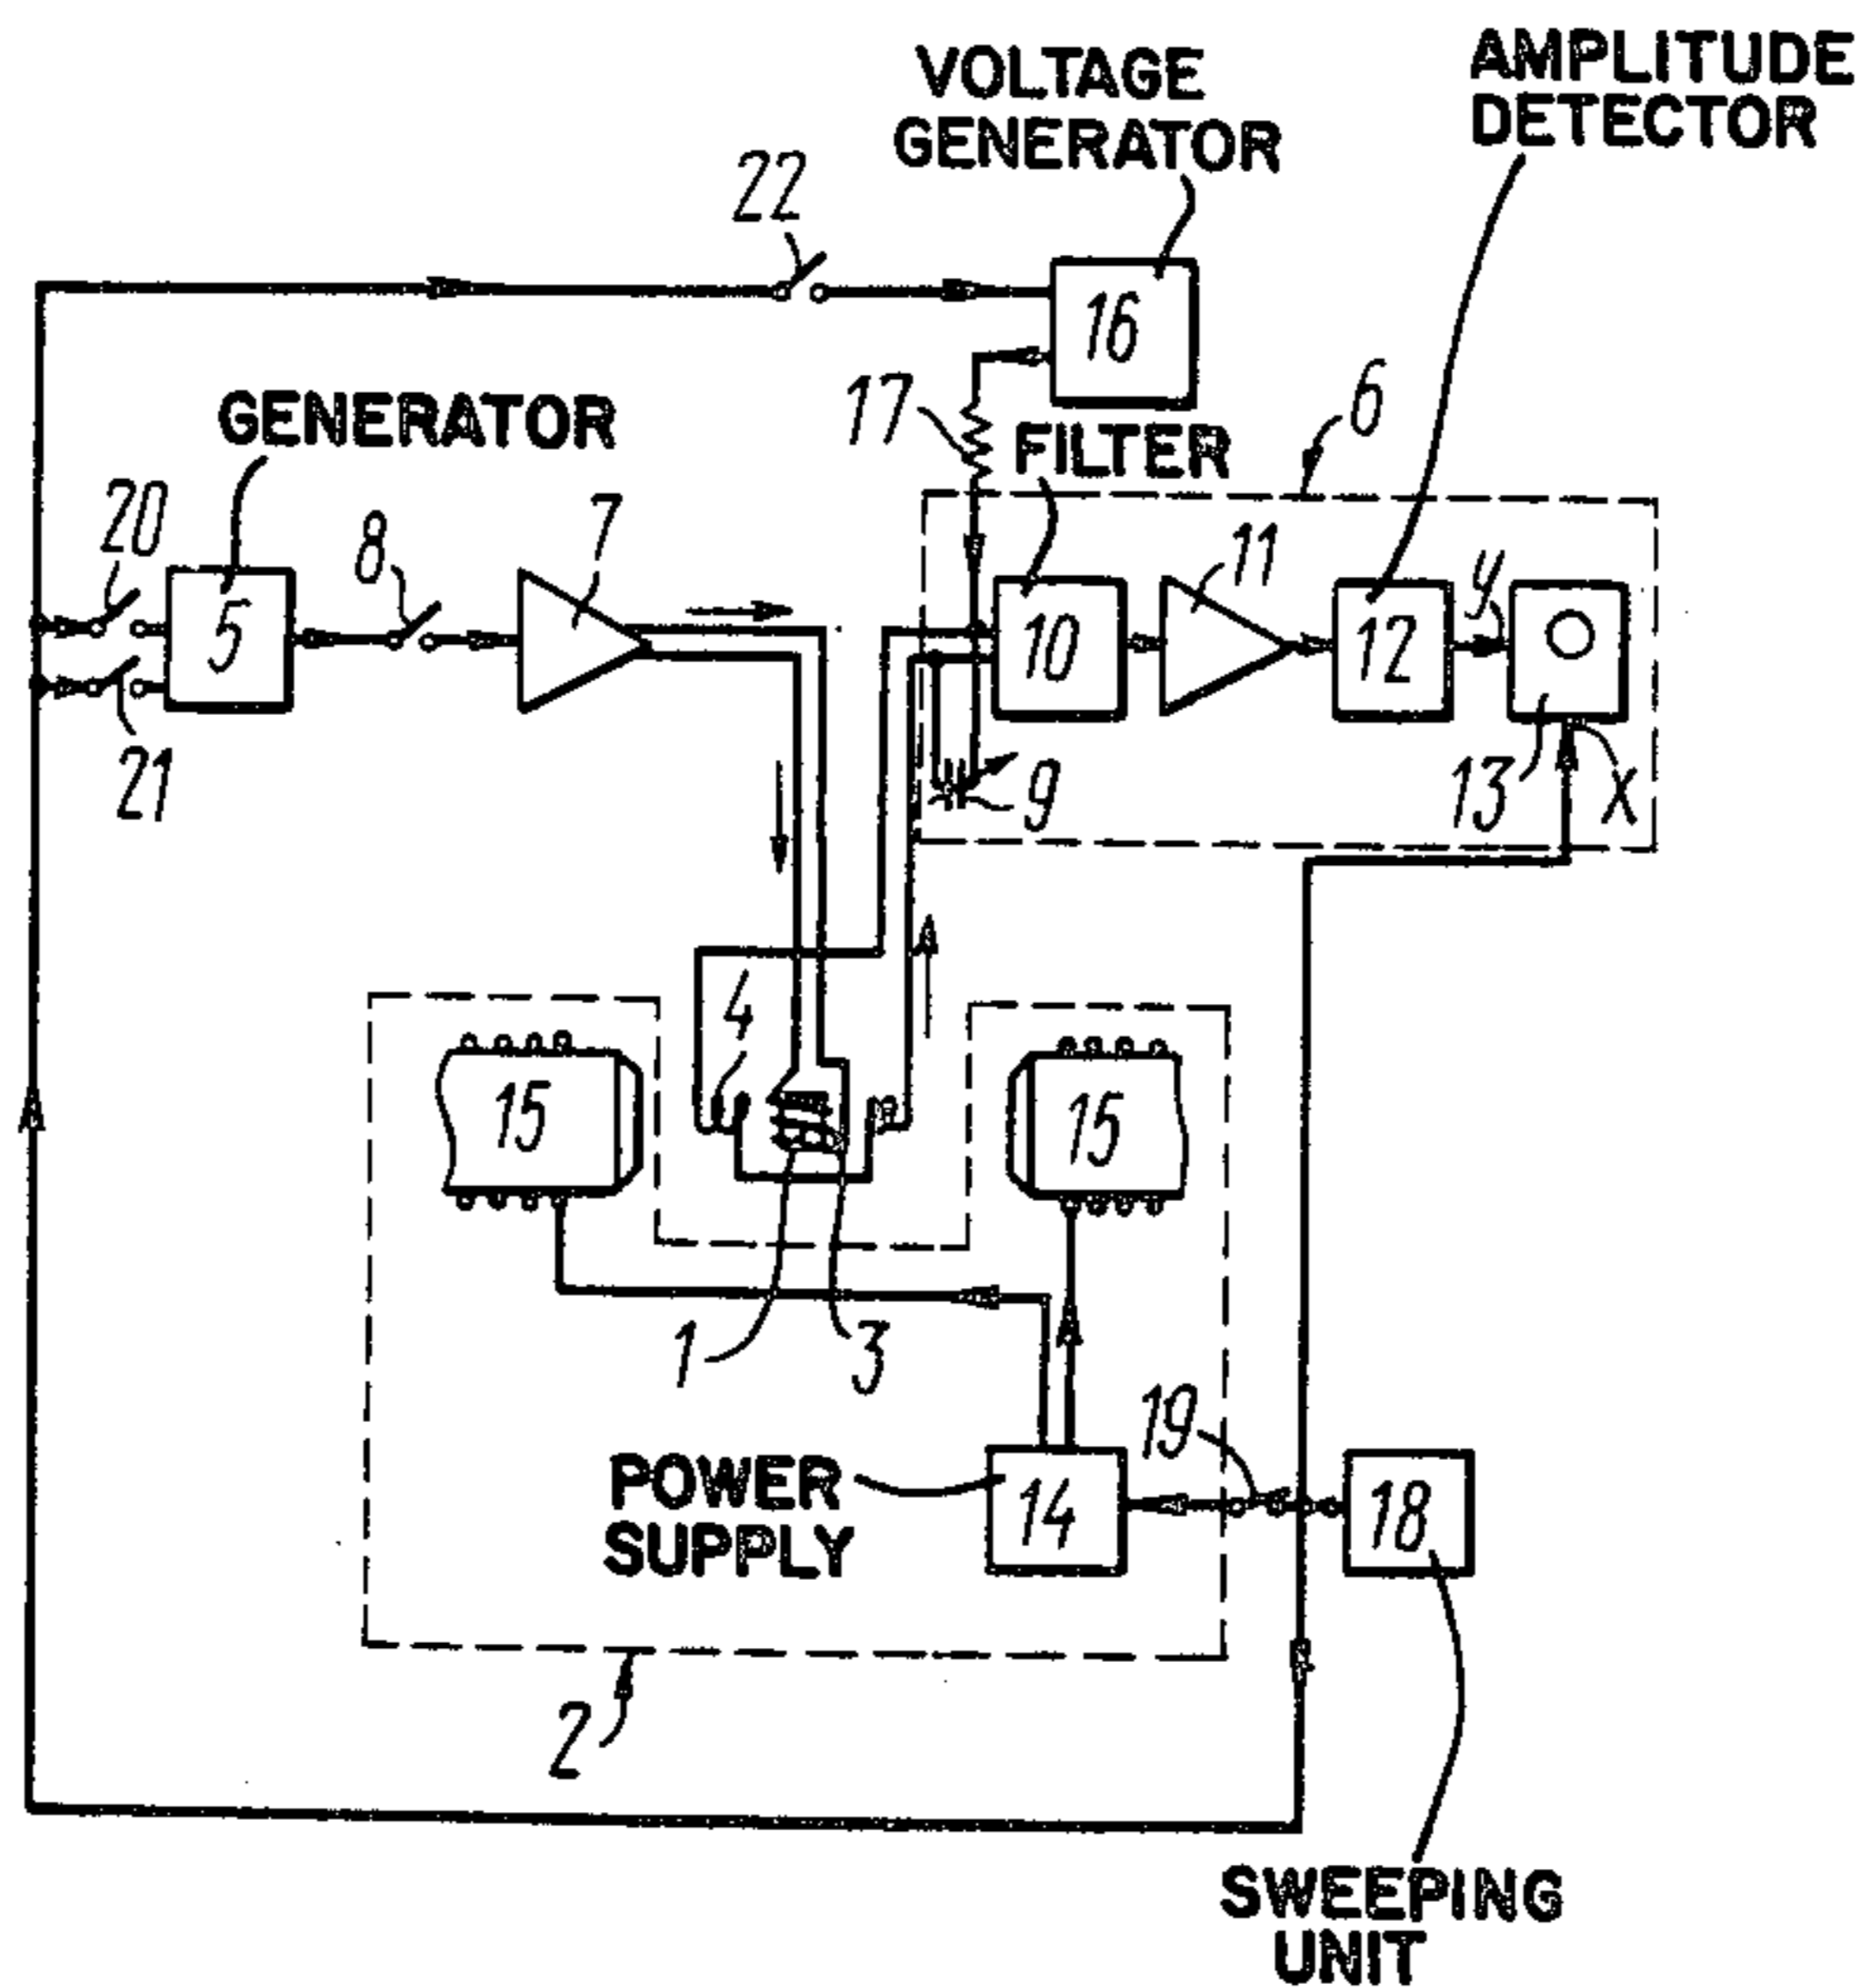 VOLTAGE
GENERATOR
AMPLITUDE
DETECTOR
22
16
17
GENERATOR
FILTER
6
20
8
7
11
y
5
10
12
21
9
13
X
4
15
15
1
3
19
POWER
SUPPLY
14
18
2
SWEEPING
UNIT